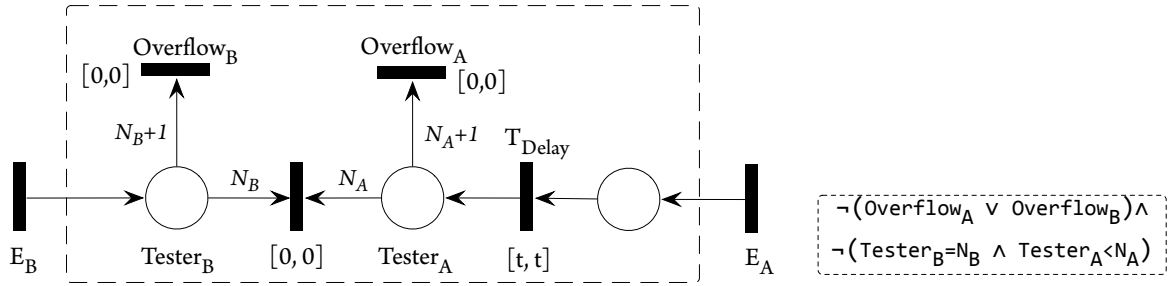 Overflow_B
Overflow_A
[0,0]
[0,0]
N_B+1
N_A+1
T_Delay
N_B
N_A
E_B
Tester_B
[0, 0]
Tester_A
[t, t]
E_A
¬(Overflow_A ∨ Overflow_B)∧
¬(Tester_B=N_B ∧ Tester_A<N_A)